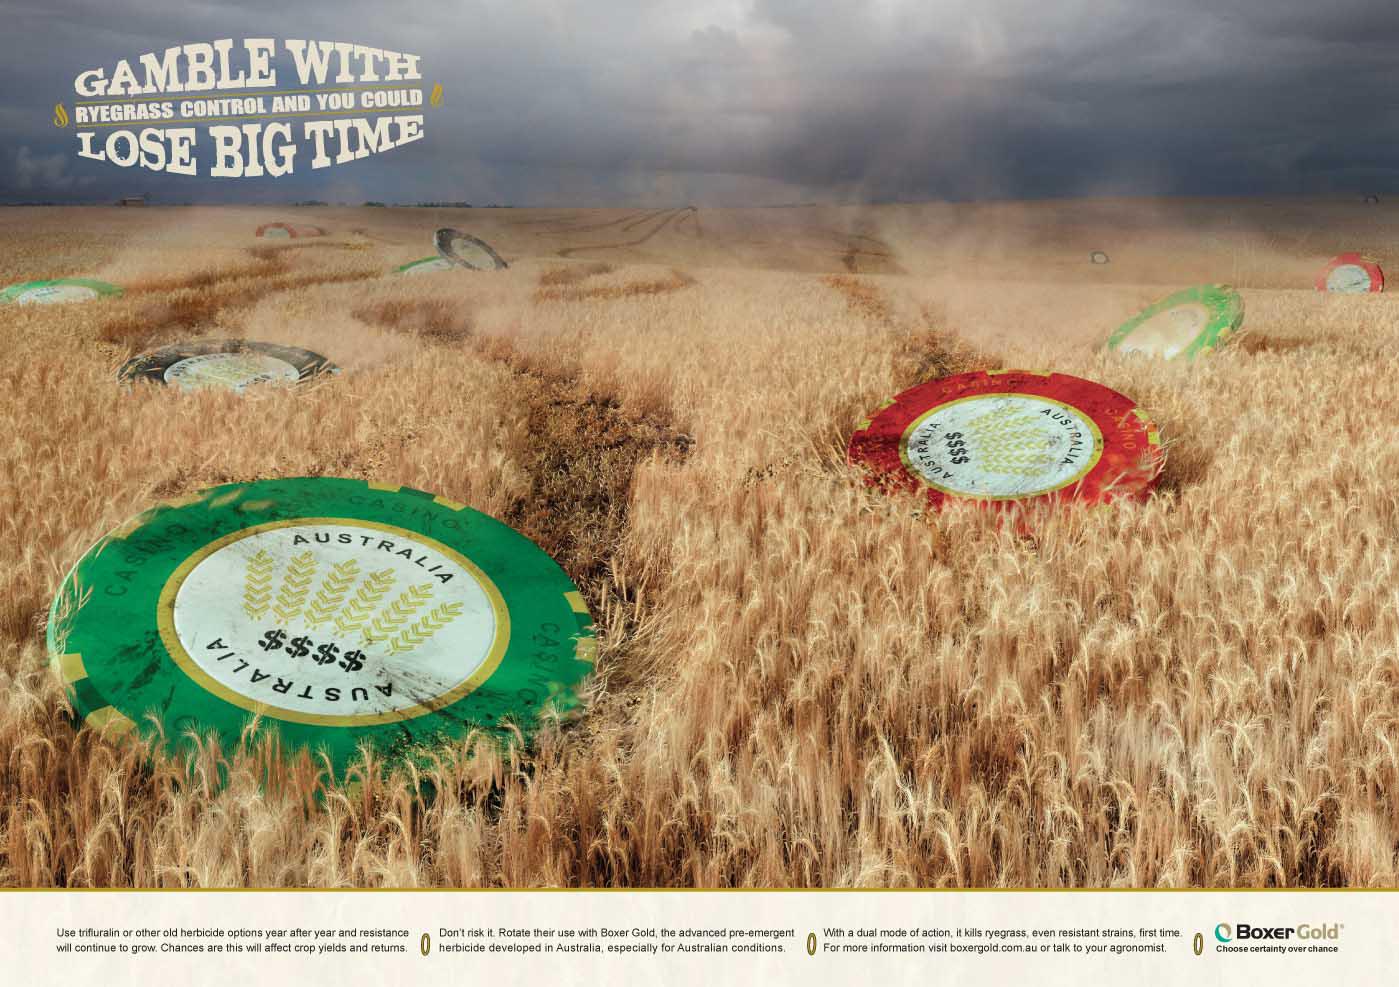 GAMBLE WITH
RYEGRASS CONTROL AND YOU COULD
LOSE BIG TIME
CASINO
AUSTRALIA
$$$$
AUSTRALIA
CASINO
CASINO
CASINO
AUSTRALIA
$$$$
AUSTRALIA
CASINO
CASINO
Use trifluralin or other old herbicide options year after year and resistance
will continue to grow. Chances are this will affect crop yields and returns.
Don't risk it. Rotate their use with Boxer Gold, the advanced pre-emergent
herbicide developed in Australia, especially for Australian conditions.
With a dual mode of action, it kills ryegrass, even resistant strains, first time.
For more information visit boxergold.com.au or talk to your agronomist.
Boxer Gold®
Choose certainty over chance